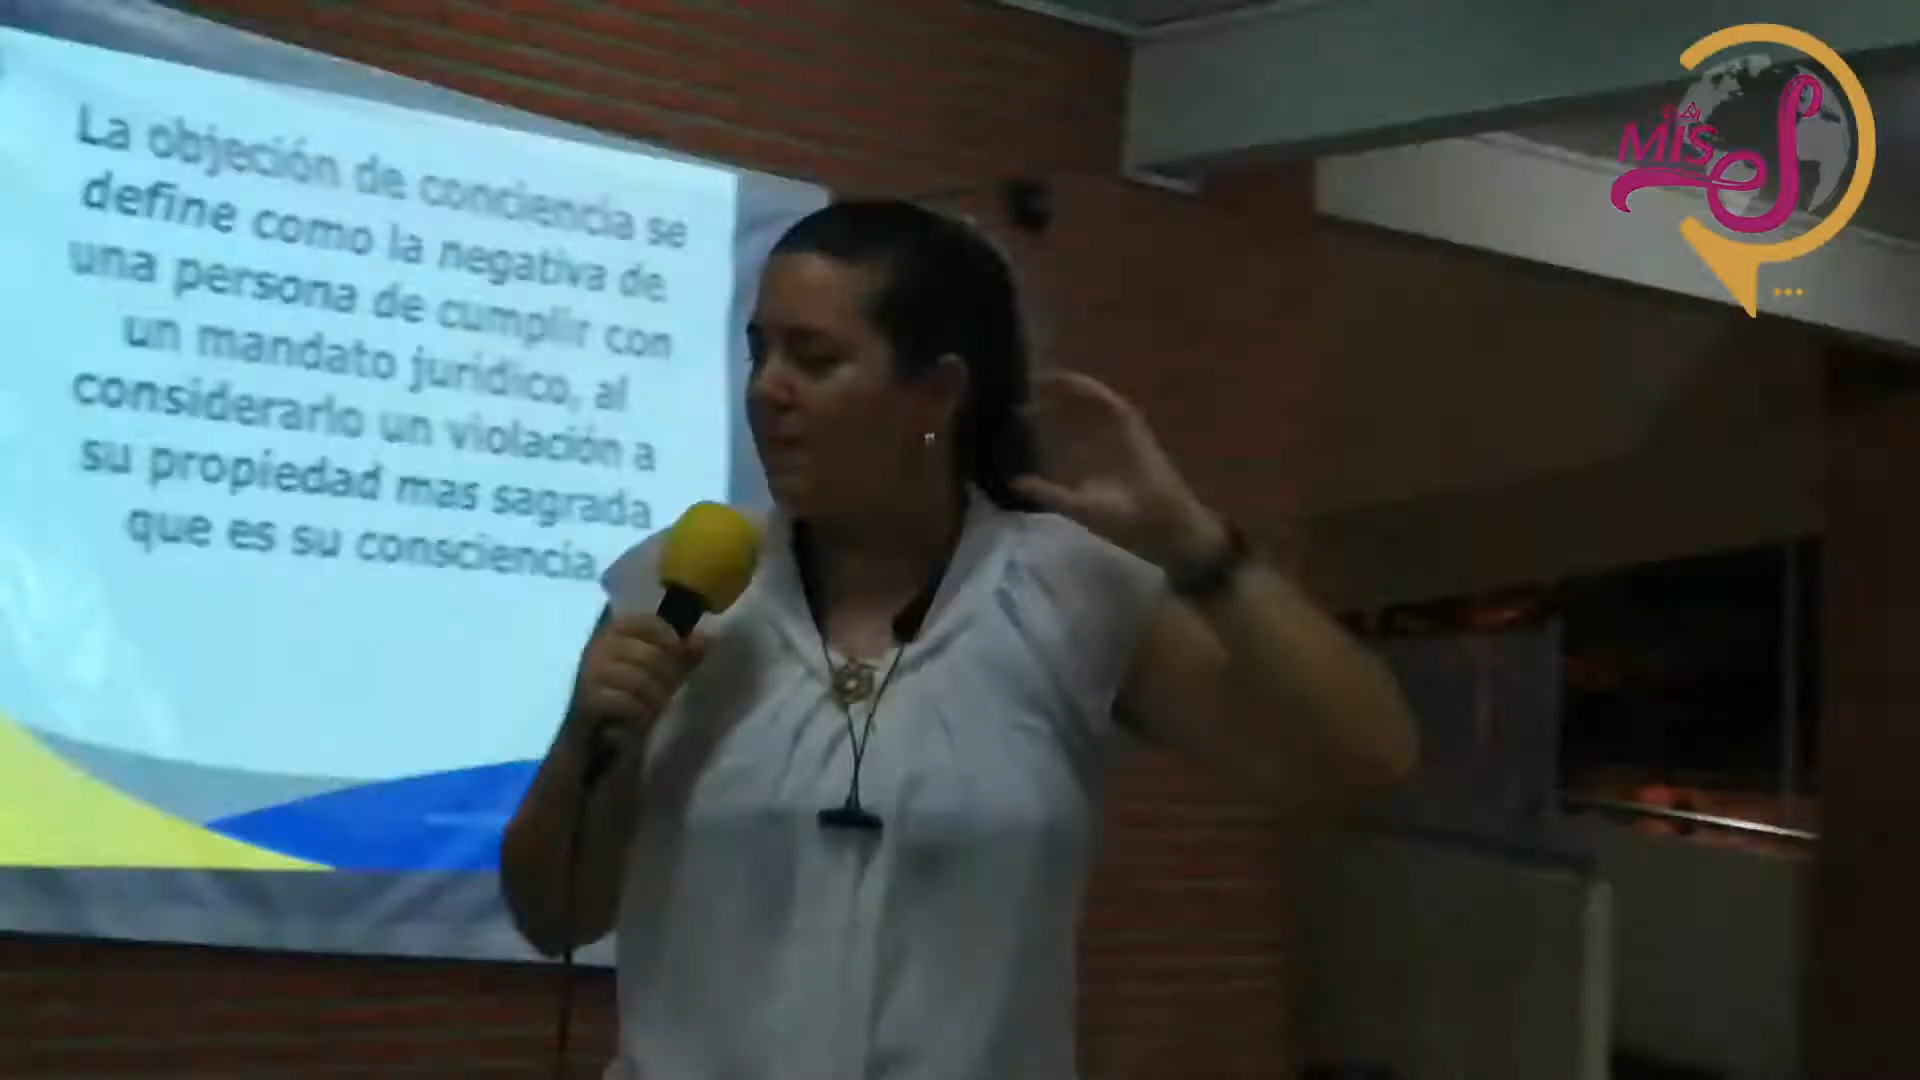 La objeción de conciencia se
define como la negativa de
una persona de cumplir con
un mandato jurídico, al
considerarlo un violación a
su propiedad mas sagrada
que es su consciencia.
MIS